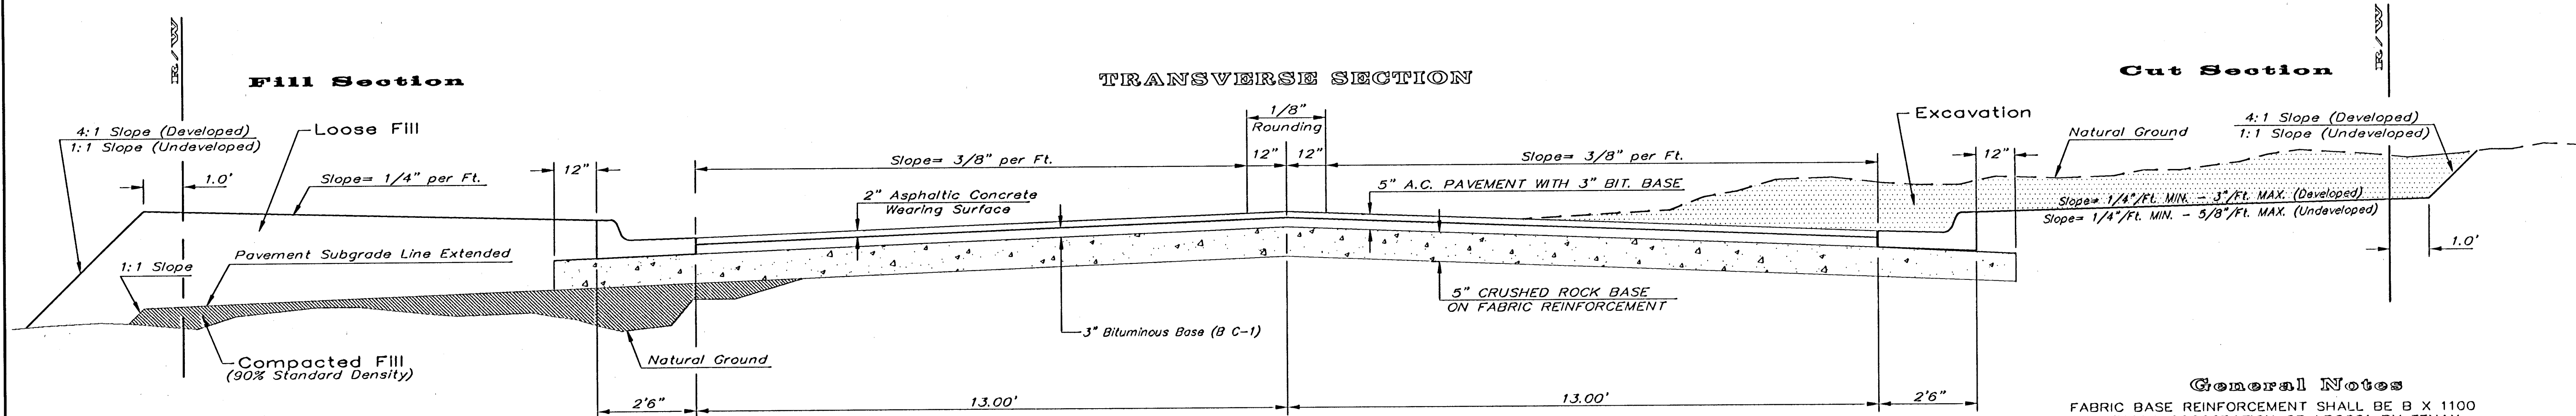 R/W
Fill Section
TRANSVERSE SECTION
Cut Section
R/W
4:1 Slope (Developed)
1:1 Slope (Undeveloped)
Loose Fill
1.0'
Slope= 1/4" per Ft.
12"
Slope= 3/8" per Ft.
1/8"
Rounding
12"
12"
Slope= 3/8" per Ft.
Excavation
Natural Ground
4:1 Slope (Developed)
1:1 Slope (Undeveloped)
12"
2" Asphaltic Concrete
Wearing Surface
5" A.C. PAVEMENT WITH 3" BIT. BASE
Slope= 1/4"/Ft. MIN. - 3"/Ft. MAX. (Developed)
Slope= 1/4"/Ft. MIN. - 5/8"/Ft. MAX. (Undeveloped)
1.0'
1:1 Slope
Pavement Subgrade Line Extended
5" CRUSHED ROCK BASE
ON FABRIC REINFORCEMENT
3" Bituminous Base (B C-1)
Natural Ground
Compacted Fill
(90% Standard Density)
2'6"
13.00'
13.00'
2'6"
General Notes
FABRIC BASE REINFORCEMENT SHALL BE B X 1100